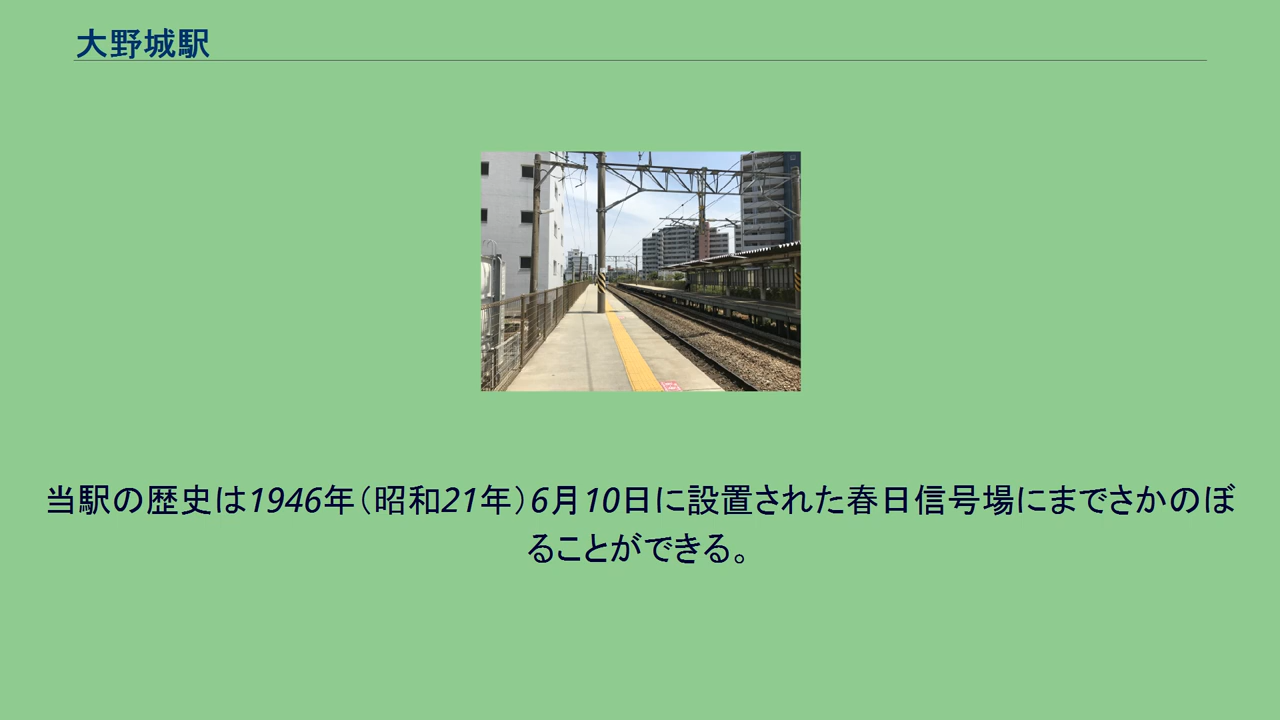 大野城駅
当駅の歴史は1946年（昭和21年）6月10日に設置された春日信号場にまでさかのぼ
ることができる。